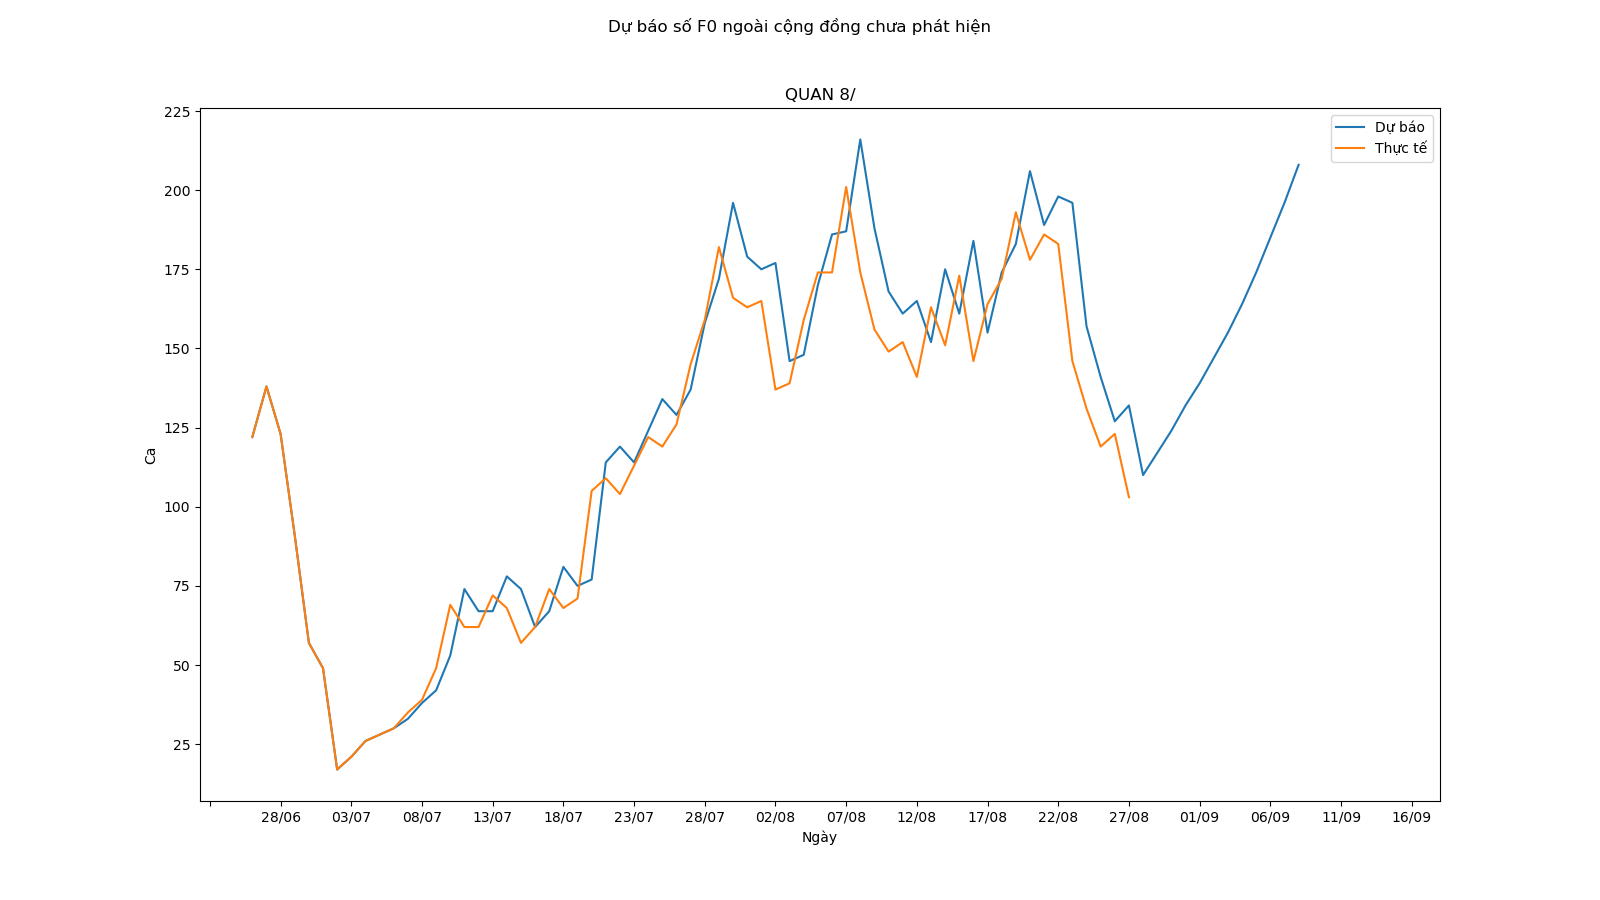 Dự báo số F0 ngoài cộng đồng chưa phát hiện
QUAN 8/
225
200
175
150
125
100
75
50
25
Ca
Dự báo
Thực tế
28/06 03/07 08/07 13/07 18/07 23/07 28/07 02/08 07/08 12/08 17/08 22/08 27/08 01/09 06/09 11/09 16/09
Ngày